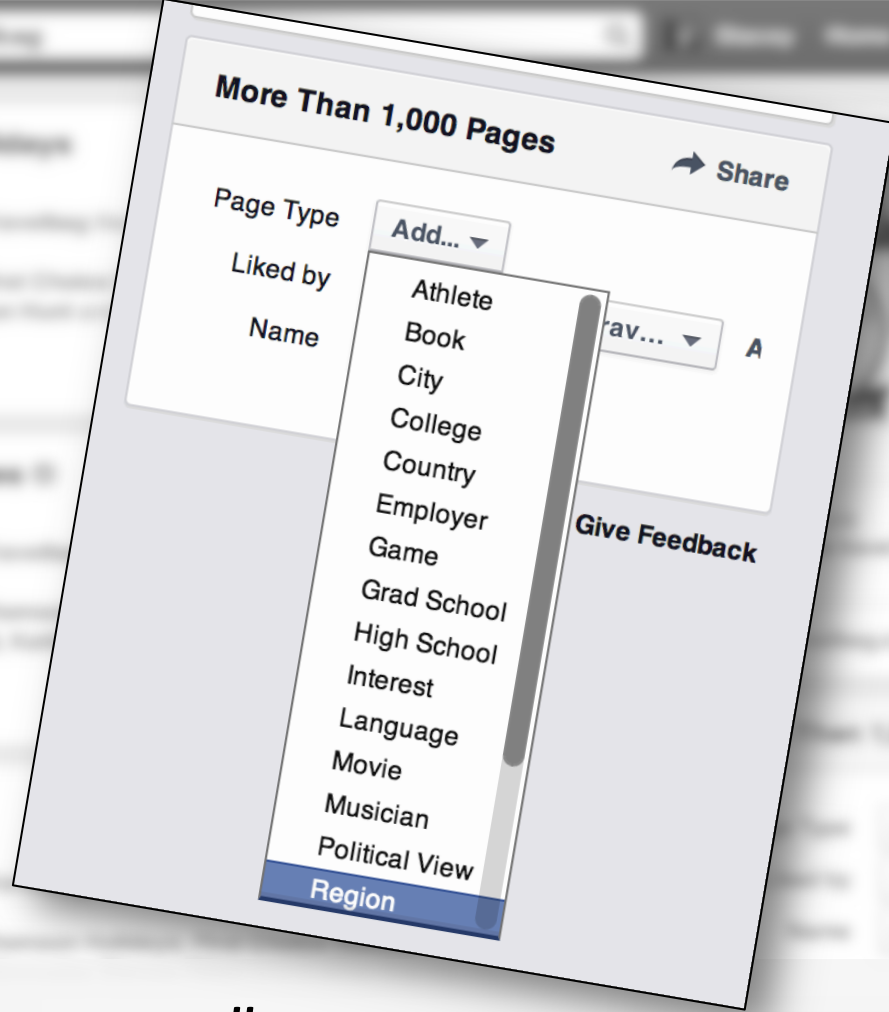 More Than 1,000 Pages
Share
Page Type
Add...
Liked by
rav...
A
Name
Athlete
Book
City
College
Country
Employer
Game
Grad School
High School
Interest
Language
Movie
Musician
Political View
Region
Give Feedback